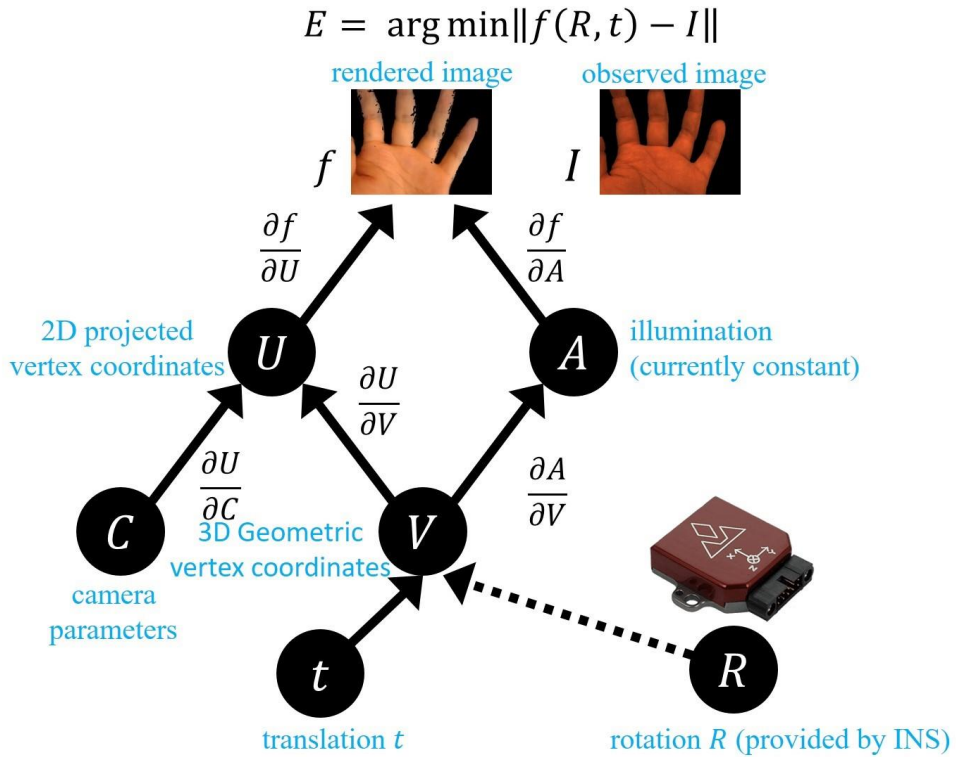 E = arg min‖f(R, t) − I‖
rendered image
observed image
f
I
∂f
∂U
∂f
∂A
2D projected
vertex coordinates
U
A
illumination
(currently constant)
∂U
∂V
∂U
∂C
∂A
∂V
C
3D Geometric
vertex coordinates
V
X
Y
Z
camera
parameters
t
R
translation t
rotation R (provided by INS)